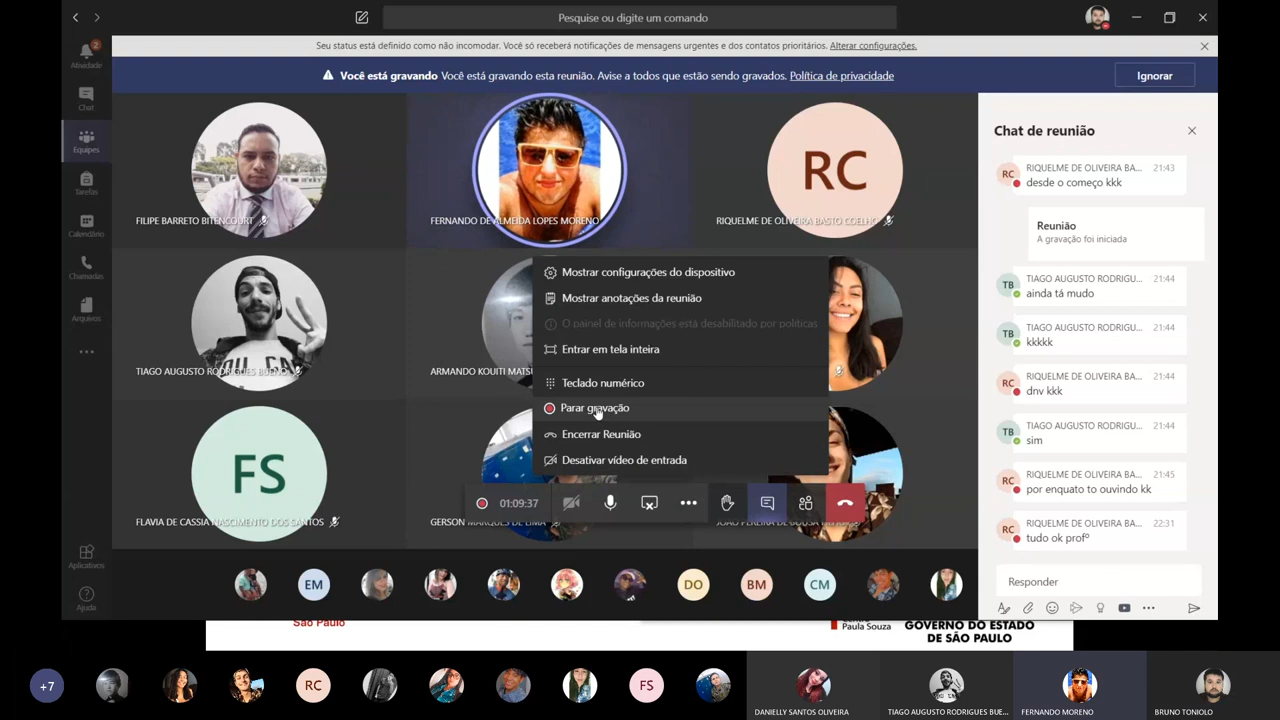 Pesquise ou digite um comando
Seu status está definido como não incomodar. Você só receberá notificações de mensagens urgentes e dos contatos prioritários. Alterar configurações.
Você está gravando Você está gravando esta reunião. Avise a todos que estão sendo gravados. Política de privacidade
Ignorar
2
Atividade
Chat
Equipes
Tarefas
Calendário
Chamadas
Arquivos
Aplicativos
Ajuda
RC
FILIPE BARRETO BITENCOURT
FERNANDO DE ALMEIDA LOPES MORENO
RIQUELME DE OLIVEIRA BASTO COELHO
TIAGO AUGUSTO RODRIGUES BUENO
ARMANDO KOUITI MATSU
Mostrar configurações do dispositivo
Mostrar anotações da reunião
O painel de informações está desabilitado por políticas
Entrar em tela inteira
Teclado numérico
Parar gravação
Encerrar Reunião
Desativar vídeo de entrada
FS
FLAVIA DE CASSIA NASCIMENTO DOS SANTOS
GERSON MARQUES DE LIMA
01:09:37
EM
DO
BM
CM
Chat de reunião
RC
RIQUELME DE OLIVEIRA BA... 21:43
desde o começo kkk
Reunião
A gravação foi iniciada
TB
TIAGO AUGUSTO RODRIGU... 21:44
ainda tá mudo
TB
TIAGO AUGUSTO RODRIGU... 21:44
kkkkk
RC
RIQUELME DE OLIVEIRA BA... 21:44
dnv kkk
TB
TIAGO AUGUSTO RODRIGU... 21:44
sim
RC
RIQUELME DE OLIVEIRA BA... 21:45
por enquato to ouvindo kk
RC
RIQUELME DE OLIVEIRA BA... 22:31
tudo ok profº
Responder
São Paulo
Paula Souza
GOVERNO DO ESTADO
DE SÃO PAULO
+7
RC
FS
DANIELLY SANTOS OLIVEIRA
TIAGO AUGUSTO RODRIGUES BUE...
FERNANDO MORENO
BRUNO TONIOLO